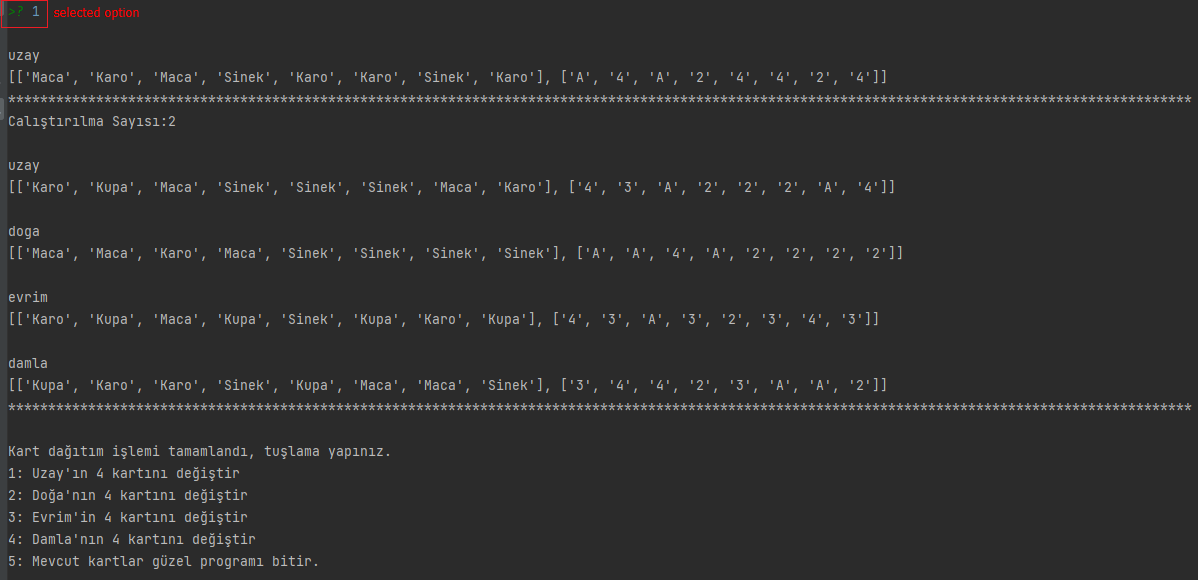 >? 1 selected option
uzay
[['Maca', 'Karo', 'Maca', 'Sinek', 'Karo', 'Karo', 'Sinek', 'Karo'], ['A', '4', 'A', '2', '4', '4', '2', '4']]
****************************************************************************************************************************************************
Calıştırılma Sayısı:2
uzay
[['Karo', 'Kupa', 'Maca', 'Sinek', 'Sinek', 'Sinek', 'Maca', 'Karo'], ['4', '3', 'A', '2', '2', '2', 'A', '4']]
doga
[['Maca', 'Maca', 'Karo', 'Maca', 'Sinek', 'Sinek', 'Sinek', 'Sinek'], ['A', 'A', '4', 'A', '2', '2', '2', '2']]
evrim
[['Karo', 'Kupa', 'Maca', 'Kupa', 'Sinek', 'Kupa', 'Karo', 'Kupa'], ['4', '3', 'A', '3', '2', '3', '4', '3']]
damla
[['Kupa', 'Karo', 'Karo', 'Sinek', 'Kupa', 'Maca', 'Maca', 'Sinek'], ['3', '4', '4', '2', '3', 'A', 'A', '2']]
****************************************************************************************************************************************************
Kart dağıtım işlemi tamamlandı, tuşlama yapınız.
1: Uzay'ın 4 kartını değiştir
2: Doğa'nın 4 kartını değiştir
3: Evrim'in 4 kartını değiştir
4: Damla'nın 4 kartını değiştir
5: Mevcut kartlar güzel programı bitir.